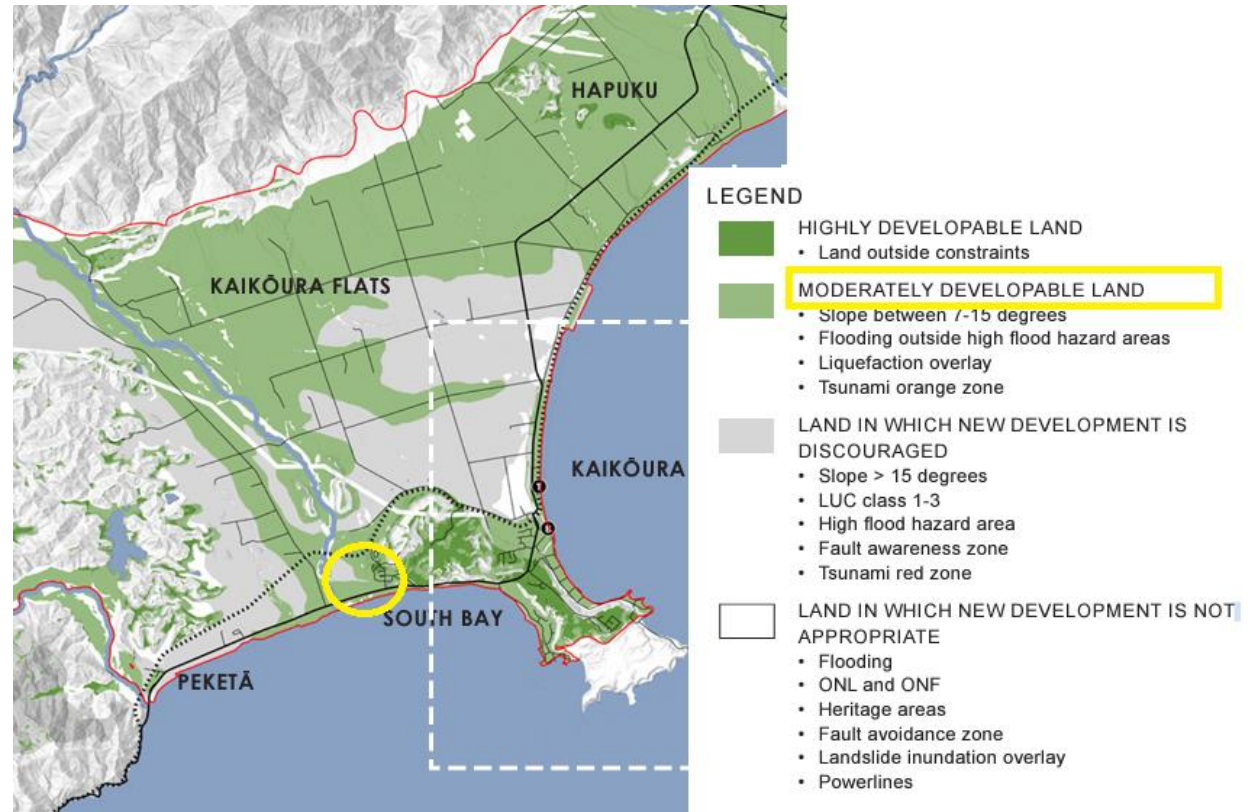 HAPUKU
KAIKŌURA FLATS
KAIKŌURA
SOUTH BAY
PEKETĀ
1
LEGEND
HIGHLY DEVELOPABLE LAND
• Land outside constraints
MODERATELY DEVELOPABLE LAND
• Slope between 7-15 degrees
• Flooding outside high flood hazard areas
• Liquefaction overlay
• Tsunami orange zone
LAND IN WHICH NEW DEVELOPMENT IS
DISCOURAGED
• Slope > 15 degrees
• LUC class 1-3
• High flood hazard area
• Fault awareness zone
• Tsunami red zone
LAND IN WHICH NEW DEVELOPMENT IS NOT
APPROPRIATE
• Flooding
• ONL and ONF
• Heritage areas
• Fault avoidance zone
• Landslide inundation overlay
• Powerlines